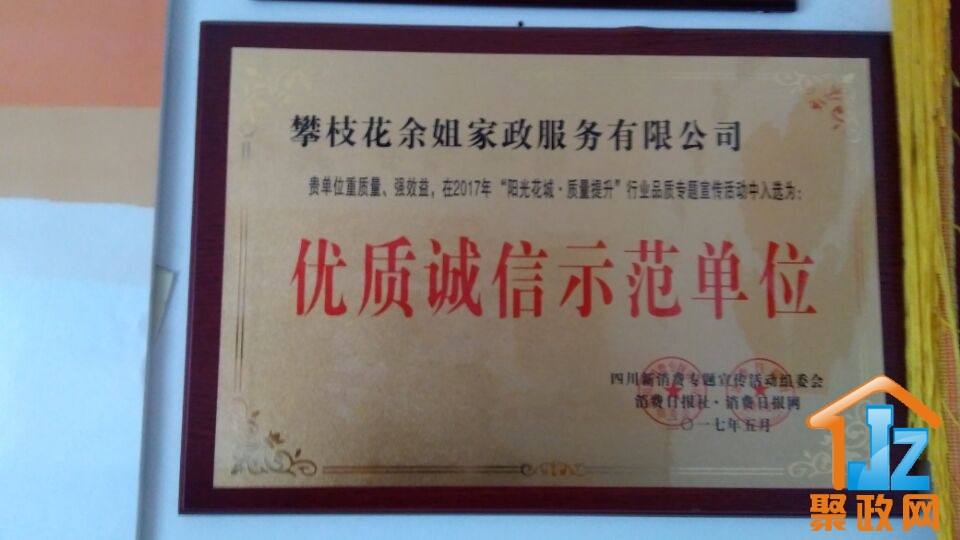 攀枝花余姐家政服务有限公司
贵单位重质量、强效益，在2017年“阳光花城·质量提升”行业品质专题宣传活动中入选为：
优质诚信示范单位
四川新消费专题宣传活动组委会
消费日报社·消费日报网
二〇一七年五月
JZ
聚政网